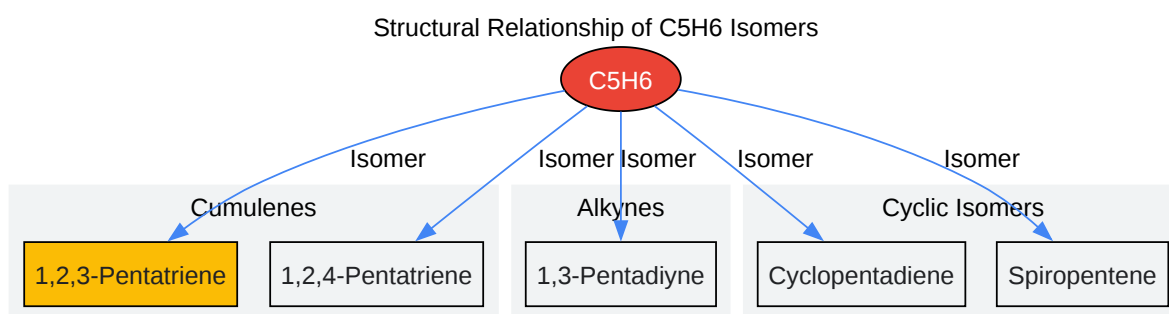 Structural Relationship of C5H6 Isomers
C5H6
Isomer
Isomer
Isomer
Isomer
Isomer
Cumulenes
Alkynes
Cyclic Isomers
1,2,3-Pentatriene
1,2,4-Pentatriene
1,3-Pentadiyne
Cyclopentadiene
Spiropentene